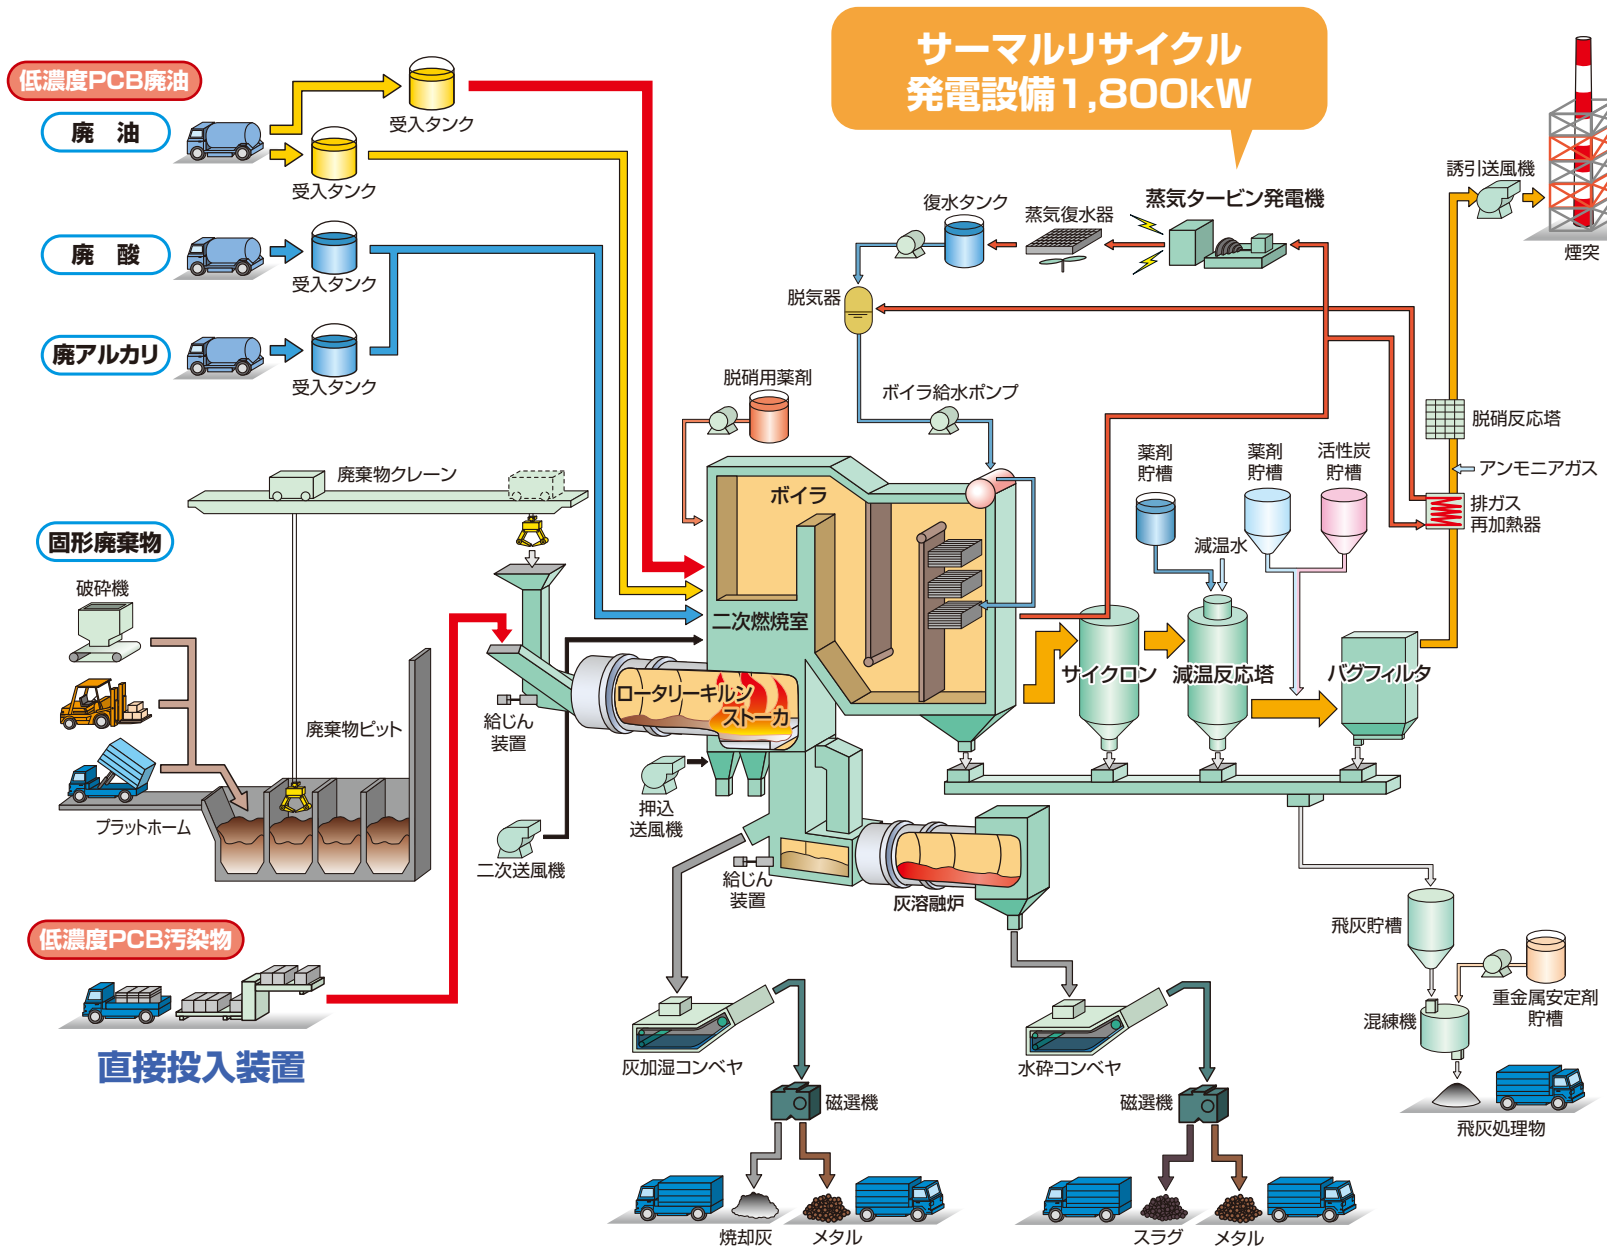 サーマルリサイクル
発電設備1,800kW
低濃度PCB廃油
廃 油
受入タンク
受入タンク
廃 酸
受入タンク
廃アルカリ
受入タンク
誘引送風機
煙突
蒸気タービン発電機
蒸気復水器
復水タンク
脱気器
脱硝用薬剤
ボイラ給水ポンプ
脱硝反応塔
アンモニアガス
排ガス
再加熱器
薬剤
貯槽
薬剤
貯槽
活性炭
貯槽
減温水
廃棄物クレーン
固形廃棄物
破砕機
廃棄物ピット
プラットホーム
ボイラ
二次燃焼室
ロータリーキルン
ストーカ
サイクロン
減温反応塔
バグフィルタ
給じん
装置
押込
送風機
二次送風機
給じん
装置
灰溶融炉
飛灰貯槽
重金属安定剤
貯槽
混練機
飛灰処理物
低濃度PCB汚染物
直接投入装置
灰加湿コンベヤ
磁選機
焼却灰
メタル
水砕コンベヤ
磁選機
スラグ
メタル